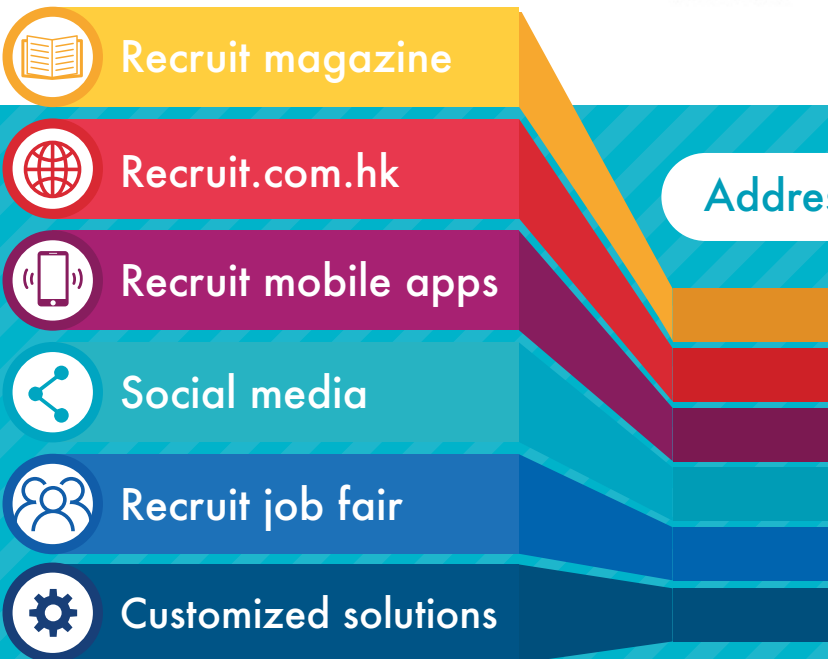 Recruit magazine
Recruit.com.hk
Recruit mobile apps
Social media
Recruit job fair
Customized solutions